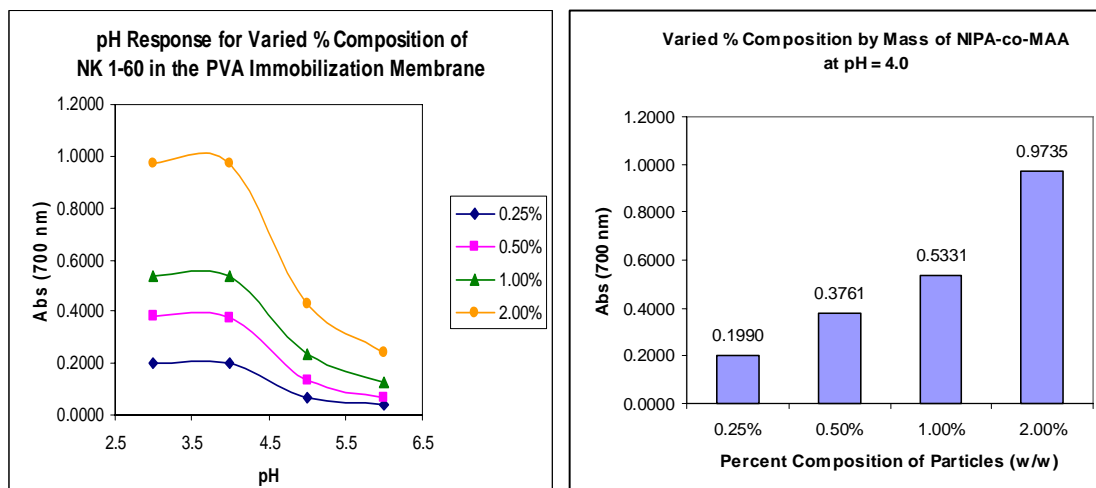 pH Response for Varied % Composition of
NK 1-60 in the PVA Immobilization Membrane
1.2000
1.0000
0.8000
0.6000
0.4000
0.2000
0.0000
Abs (700 nm)
2.5 3.5 4.5 5.5 6.5
pH
0.25%
0.50%
1.00%
2.00%
Varied % Composition by Mass of NIPA-co-MAA
at pH = 4.0
1.2000
1.0000
0.8000
0.6000
0.4000
0.2000
0.0000
Abs (700 nm)
0.1990
0.3761
0.5331
0.9735
0.25% 0.50% 1.00% 2.00%
Percent Composition of Particles (w/w)